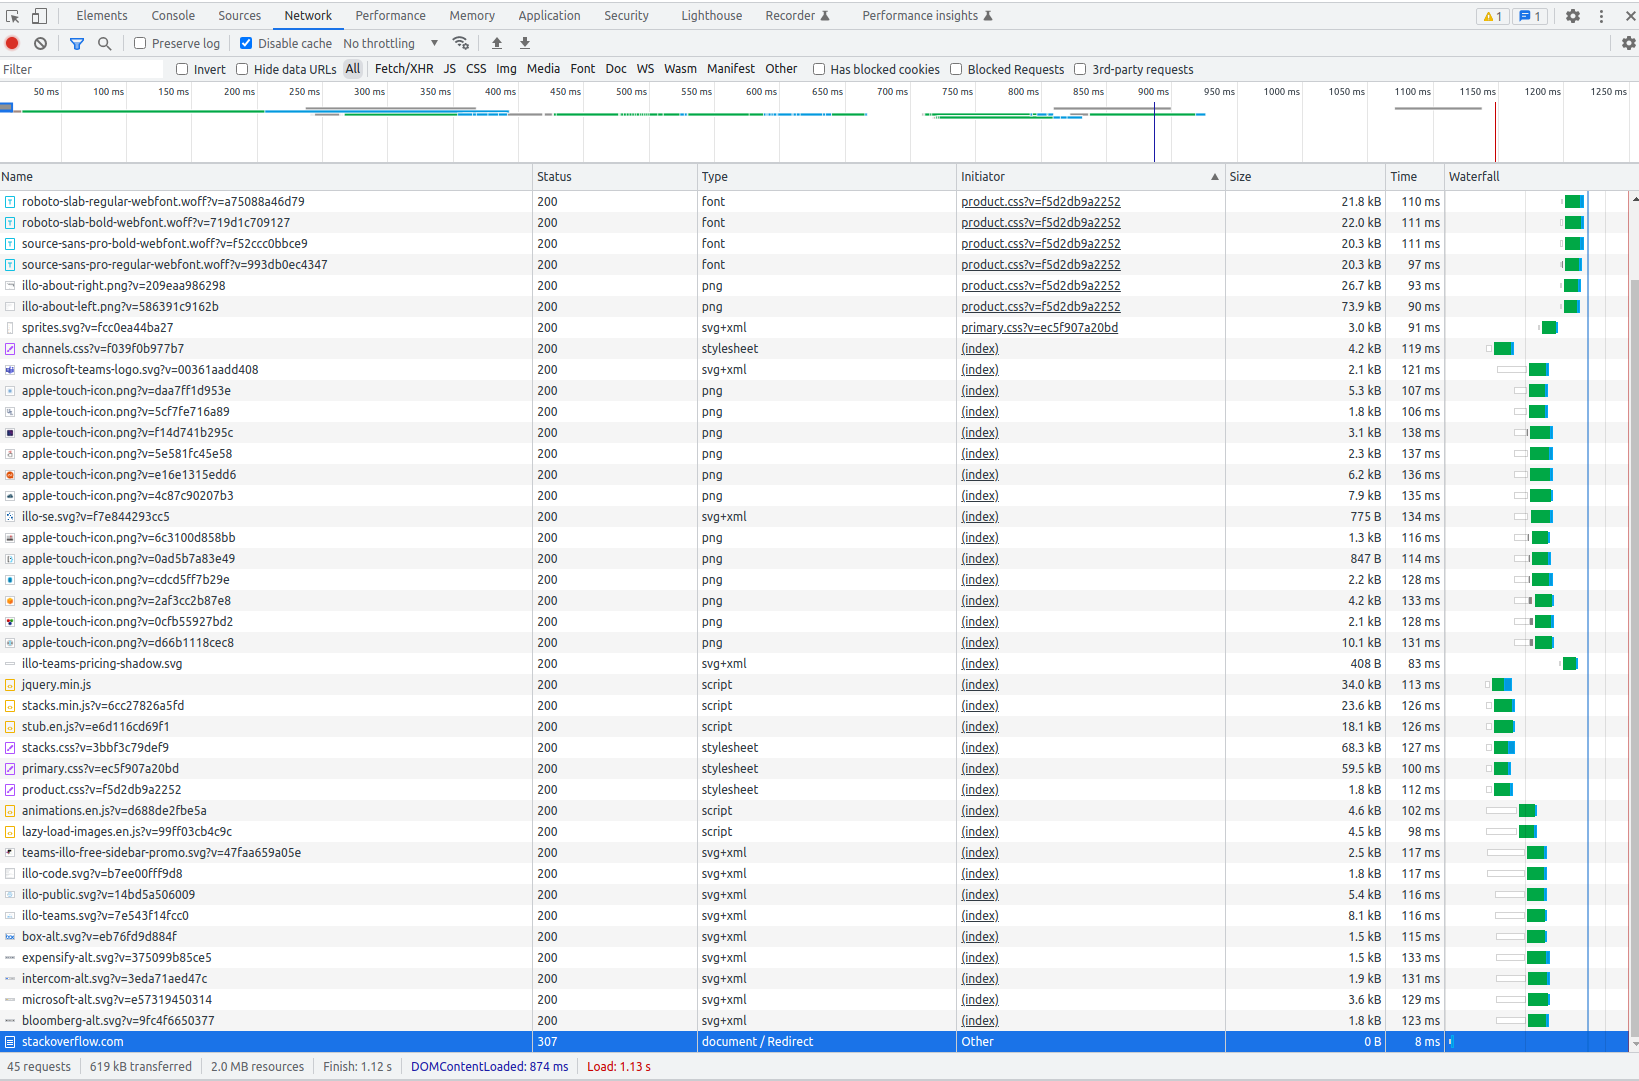 Elements Console Sources Network Performance Memory Application Security Lighthouse Recorder Performance insights 1 1
Preserve log Disable cache No throttling
Filter Invert Hide data URLs All Fetch/XHR JS CSS Img Media Font Doc WS Wasm Manifest Other Has blocked cookies Blocked Requests 3rd-party requests
50 ms 100 ms 150 ms 200 ms 250 ms 300 ms 350 ms 400 ms 450 ms 500 ms 550 ms 600 ms 650 ms 700 ms 750 ms 800 ms 850 ms 900 ms 950 ms 1000 ms 1050 ms 1100 ms 1150 ms 1200 ms 1250 ms
Name Status Type Initiator Size Time Waterfall
roboto-slab-regular-webfont.woff?v=a75088a46d79 200 font product.css?v=f5d2db9a2252 21.8 kB 110 ms
roboto-slab-bold-webfont.woff?v=719d1c709127 200 font product.css?v=f5d2db9a2252 22.0 kB 111 ms
source-sans-pro-bold-webfont.woff?v=f52ccc0bbce9 200 font product.css?v=f5d2db9a2252 20.3 kB 111 ms
source-sans-pro-regular-webfont.woff?v=993db0ec4347 200 font product.css?v=f5d2db9a2252 20.3 kB 97 ms
illo-about-right.png?v=209eaa986298 200 png product.css?v=f5d2db9a2252 26.7 kB 93 ms
illo-about-left.png?v=586391c9162b 200 png product.css?v=f5d2db9a2252 73.9 kB 90 ms
sprites.svg?v=fcc0ea44ba27 200 svg+xml primary.css?v=ec5f907a20bd 3.0 kB 91 ms
channels.css?v=f039f0b977b7 200 stylesheet (index) 4.2 kB 119 ms
microsoft-teams-logo.svg?v=00361aadd408 200 svg+xml (index) 2.1 kB 121 ms
apple-touch-icon.png?v=daa7ff1d953e 200 png (index) 5.3 kB 107 ms
apple-touch-icon.png?v=5cf7fe716a89 200 png (index) 1.8 kB 106 ms
apple-touch-icon.png?v=f14d741b295c 200 png (index) 3.1 kB 138 ms
apple-touch-icon.png?v=5e581fc45e58 200 png (index) 2.3 kB 137 ms
apple-touch-icon.png?v=e16e1315edd6 200 png (index) 6.2 kB 136 ms
apple-touch-icon.png?v=4c87c90207b3 200 png (index) 7.9 kB 135 ms
illo-se.svg?v=f7e844293cc5 200 svg+xml (index) 775 B 134 ms
apple-touch-icon.png?v=6c3100d858bb 200 png (index) 1.3 kB 116 ms
apple-touch-icon.png?v=0ad5b7a83e49 200 png (index) 847 B 114 ms
apple-touch-icon.png?v=cdcd5ff7b29e 200 png (index) 2.2 kB 128 ms
apple-touch-icon.png?v=2af3cc2b87e8 200 png (index) 4.2 kB 133 ms
apple-touch-icon.png?v=0cfb55927bd2 200 png (index) 2.1 kB 128 ms
apple-touch-icon.png?v=d66b1118cec8 200 png (index) 10.1 kB 131 ms
illo-teams-pricing-shadow.svg 200 svg+xml (index) 408 B 83 ms
jquery.min.js 200 script (index) 34.0 kB 113 ms
stacks.min.js?v=6cc27826a5fd 200 script (index) 23.6 kB 126 ms
stub.en.js?v=e6d116cd69f1 200 script (index) 18.1 kB 126 ms
stacks.css?v=3bbf3c79def9 200 stylesheet (index) 68.3 kB 127 ms
primary.css?v=ec5f907a20bd 200 stylesheet (index) 59.5 kB 100 ms
product.css?v=f5d2db9a2252 200 stylesheet (index) 1.8 kB 112 ms
animations.en.js?v=d688de2fbe5a 200 script (index) 4.6 kB 102 ms
lazy-load-images.en.js?v=99ff03cb4c9c 200 script (index) 4.5 kB 98 ms
teams-illo-free-sidebar-promo.svg?v=47faa659a05e 200 svg+xml (index) 2.5 kB 117 ms
illo-code.svg?v=b7ee00fff9d8 200 svg+xml (index) 1.8 kB 117 ms
illo-public.svg?v=14bd5a506009 200 svg+xml (index) 5.4 kB 116 ms
illo-teams.svg?v=7e543f14fcc0 200 svg+xml (index) 8.1 kB 116 ms
box-alt.svg?v=eb76fd9d884f 200 svg+xml (index) 1.5 kB 115 ms
expensify-alt.svg?v=375099b85ce5 200 svg+xml (index) 1.5 kB 133 ms
intercom-alt.svg?v=3eda71aed47c 200 svg+xml (index) 1.9 kB 131 ms
microsoft-alt.svg?v=e57319450314 200 svg+xml (index) 3.6 kB 129 ms
bloomberg-alt.svg?v=9fc4f6650377 200 svg+xml (index) 1.8 kB 123 ms
stackoverflow.com 307 document / Redirect Other 0 B 8 ms
45 requests 619 kB transferred 2.0 MB resources Finish: 1.12 s DOMContentLoaded: 874 ms Load: 1.13 s